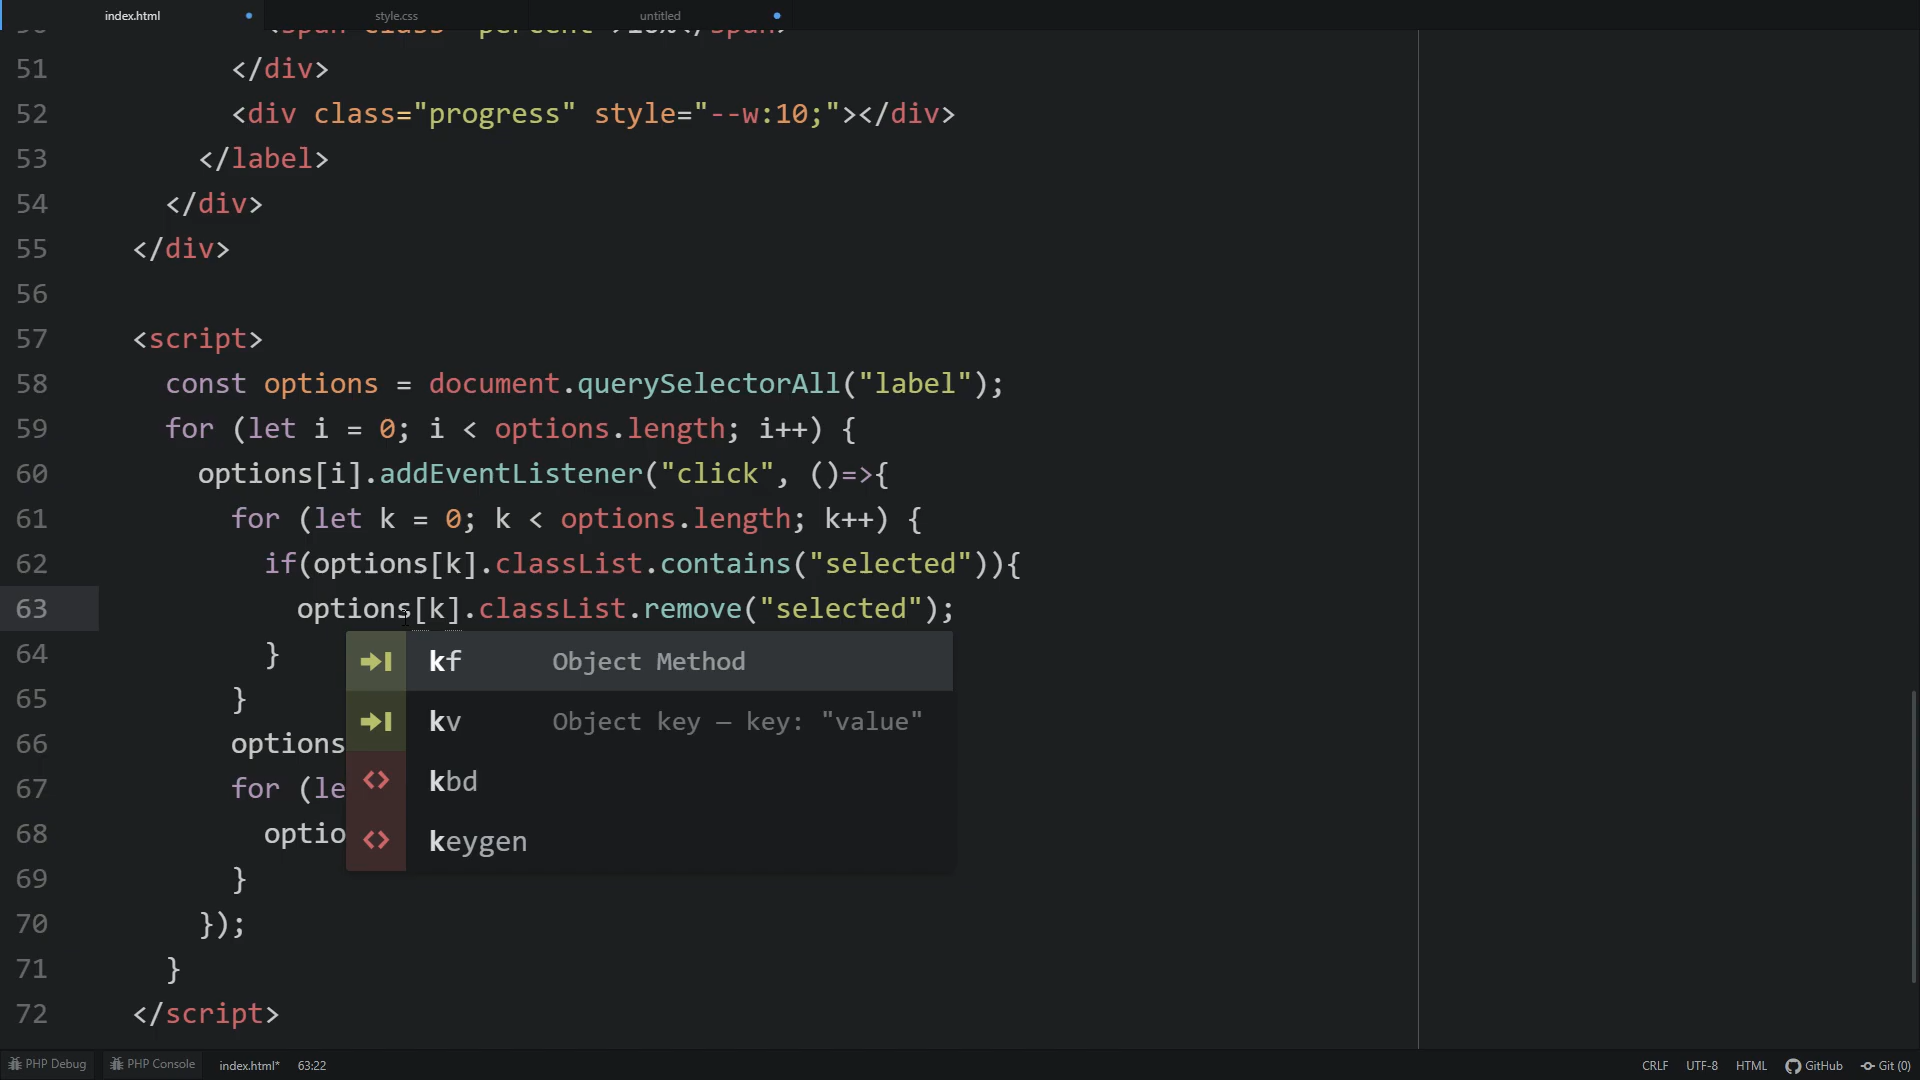 index.html
style.css
untitled
51 </div>
52 <div class="progress" style="--w:10;"></div>
53 </label>
54 </div>
55 </div>
56
57 <script>
58 const options = document.querySelectorAll("label");
59 for (let i = 0; i < options.length; i++) {
60 options[i].addEventListener("click", ()=>{
61 for (let k = 0; k < options.length; k++) {
62 if(options[k].classList.contains("selected")){
63 options[k].classList.remove("selected");
64 }
kf Object Method
65 }
kv Object key — key: "value"
66 options
67 for (le
kbd
68 optio
keygen
69 }
70 });
71 }
72 </script>
PHP Debug
PHP Console
index.html*
63:22
CRLF
UTF-8
HTML
GitHub
Git (0)